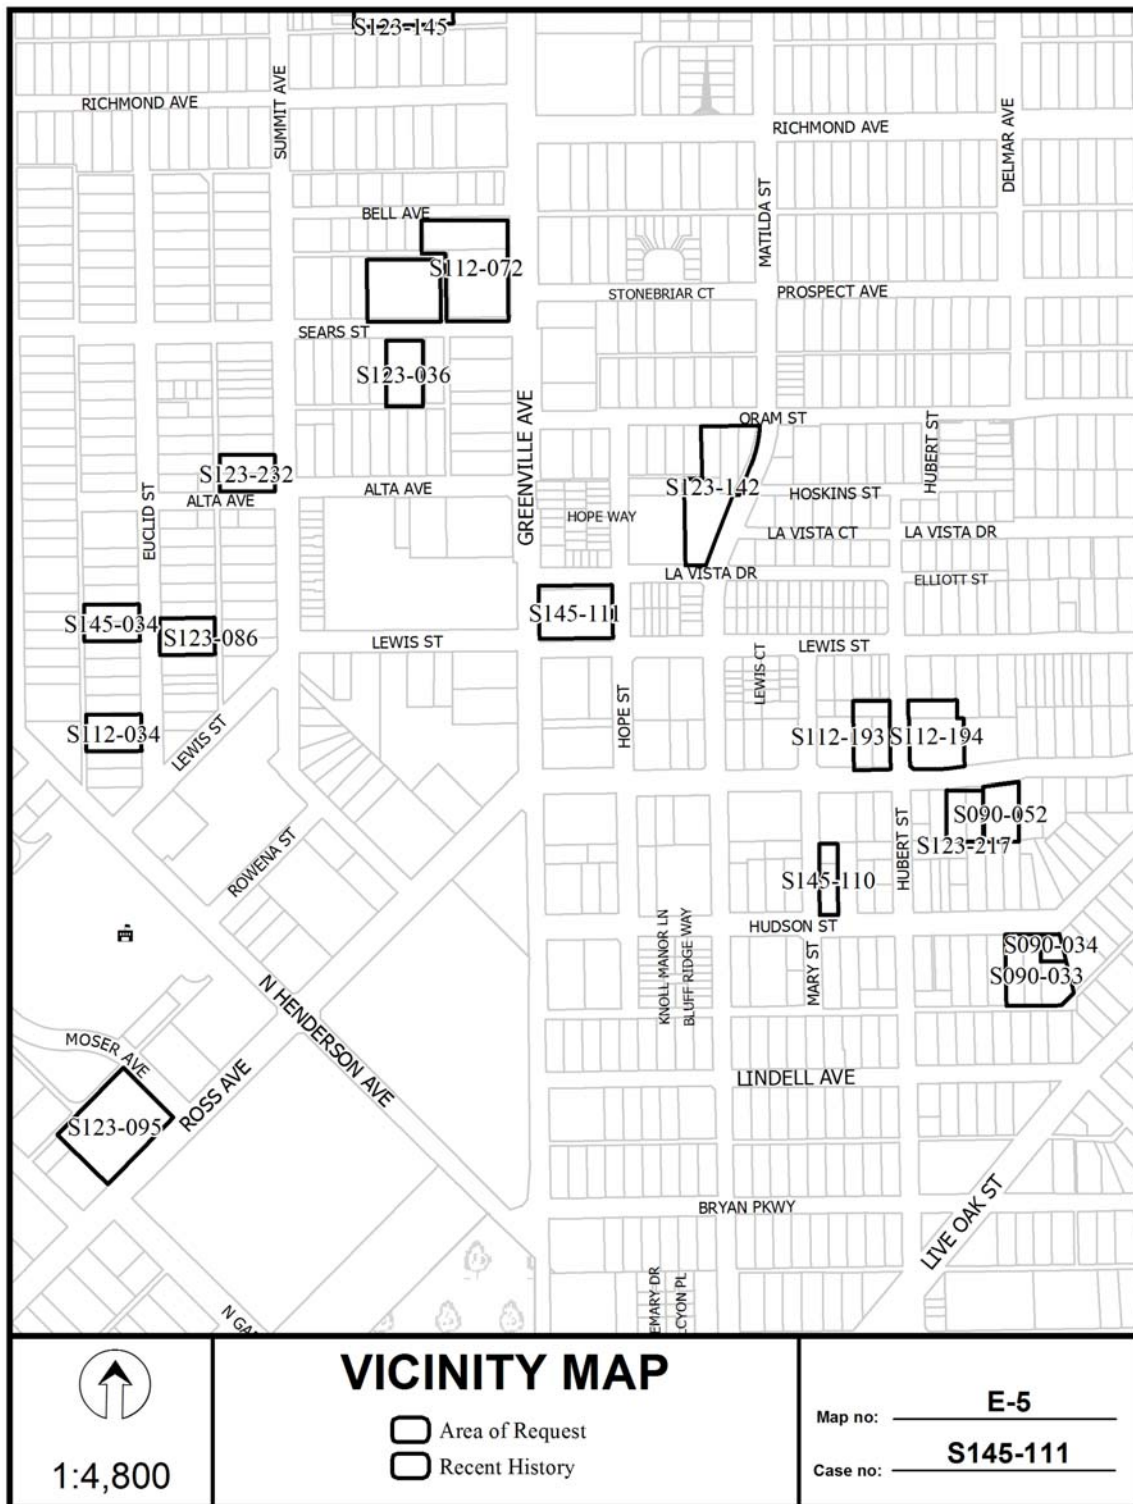 S123-145
RICHMOND AVE
SUMMIT AVE
RICHMOND AVE
DELMAR AVE
MATILDA ST
BELL AVE
S112-072
STONEBRIAR CT
PROSPECT AVE
SEARS ST
S123-036
GREENVILLE AVE
ORAM ST
HUBERT ST
S123-232
ALTA AVE
ALTA AVE
S123-142
HOSKINS ST
EUCLID ST
HOPE WAY
LA VISTA CT
LA VISTA DR
LA VISTA DR
ELLIOTT ST
S145-034
S123-086
S145-111
LEWIS ST
LEWIS ST
LEWIS CT
HOPE ST
S112-034
LEWIS ST
S112-193
S112-194
S090-052
S123-217
HUBERT ST
ROWENA ST
S145-110
HUDSON ST
KNOLL MANOR LN
BLUFF RIDGE WAY
MARY ST
S090-034
S090-033
N HENDERSON AVE
MOSER AVE
ROSS AVE
LINDELL AVE
S123-095
BRYAN PKWY
LIVE OAK ST
EMARY DR
LCYON PL
N GA
1:4,800
VICINITY MAP
Area of Request
Recent History
Map no: E-5
Case no: S145-111